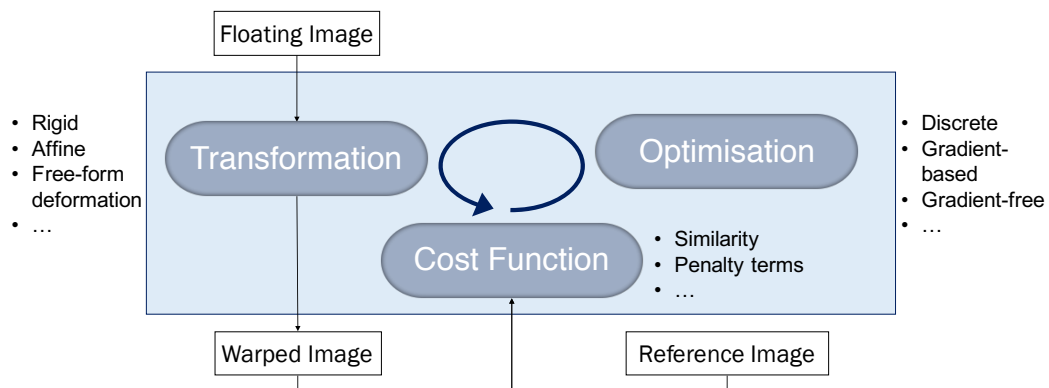 Floating Image
• Rigid
• Affine
• Free-form
deformation
• …
Transformation
Optimisation
• Discrete
• Gradient-
based
• Gradient-free
• …
Cost Function
• Similarity
• Penalty terms
• …
Warped Image
Reference Image